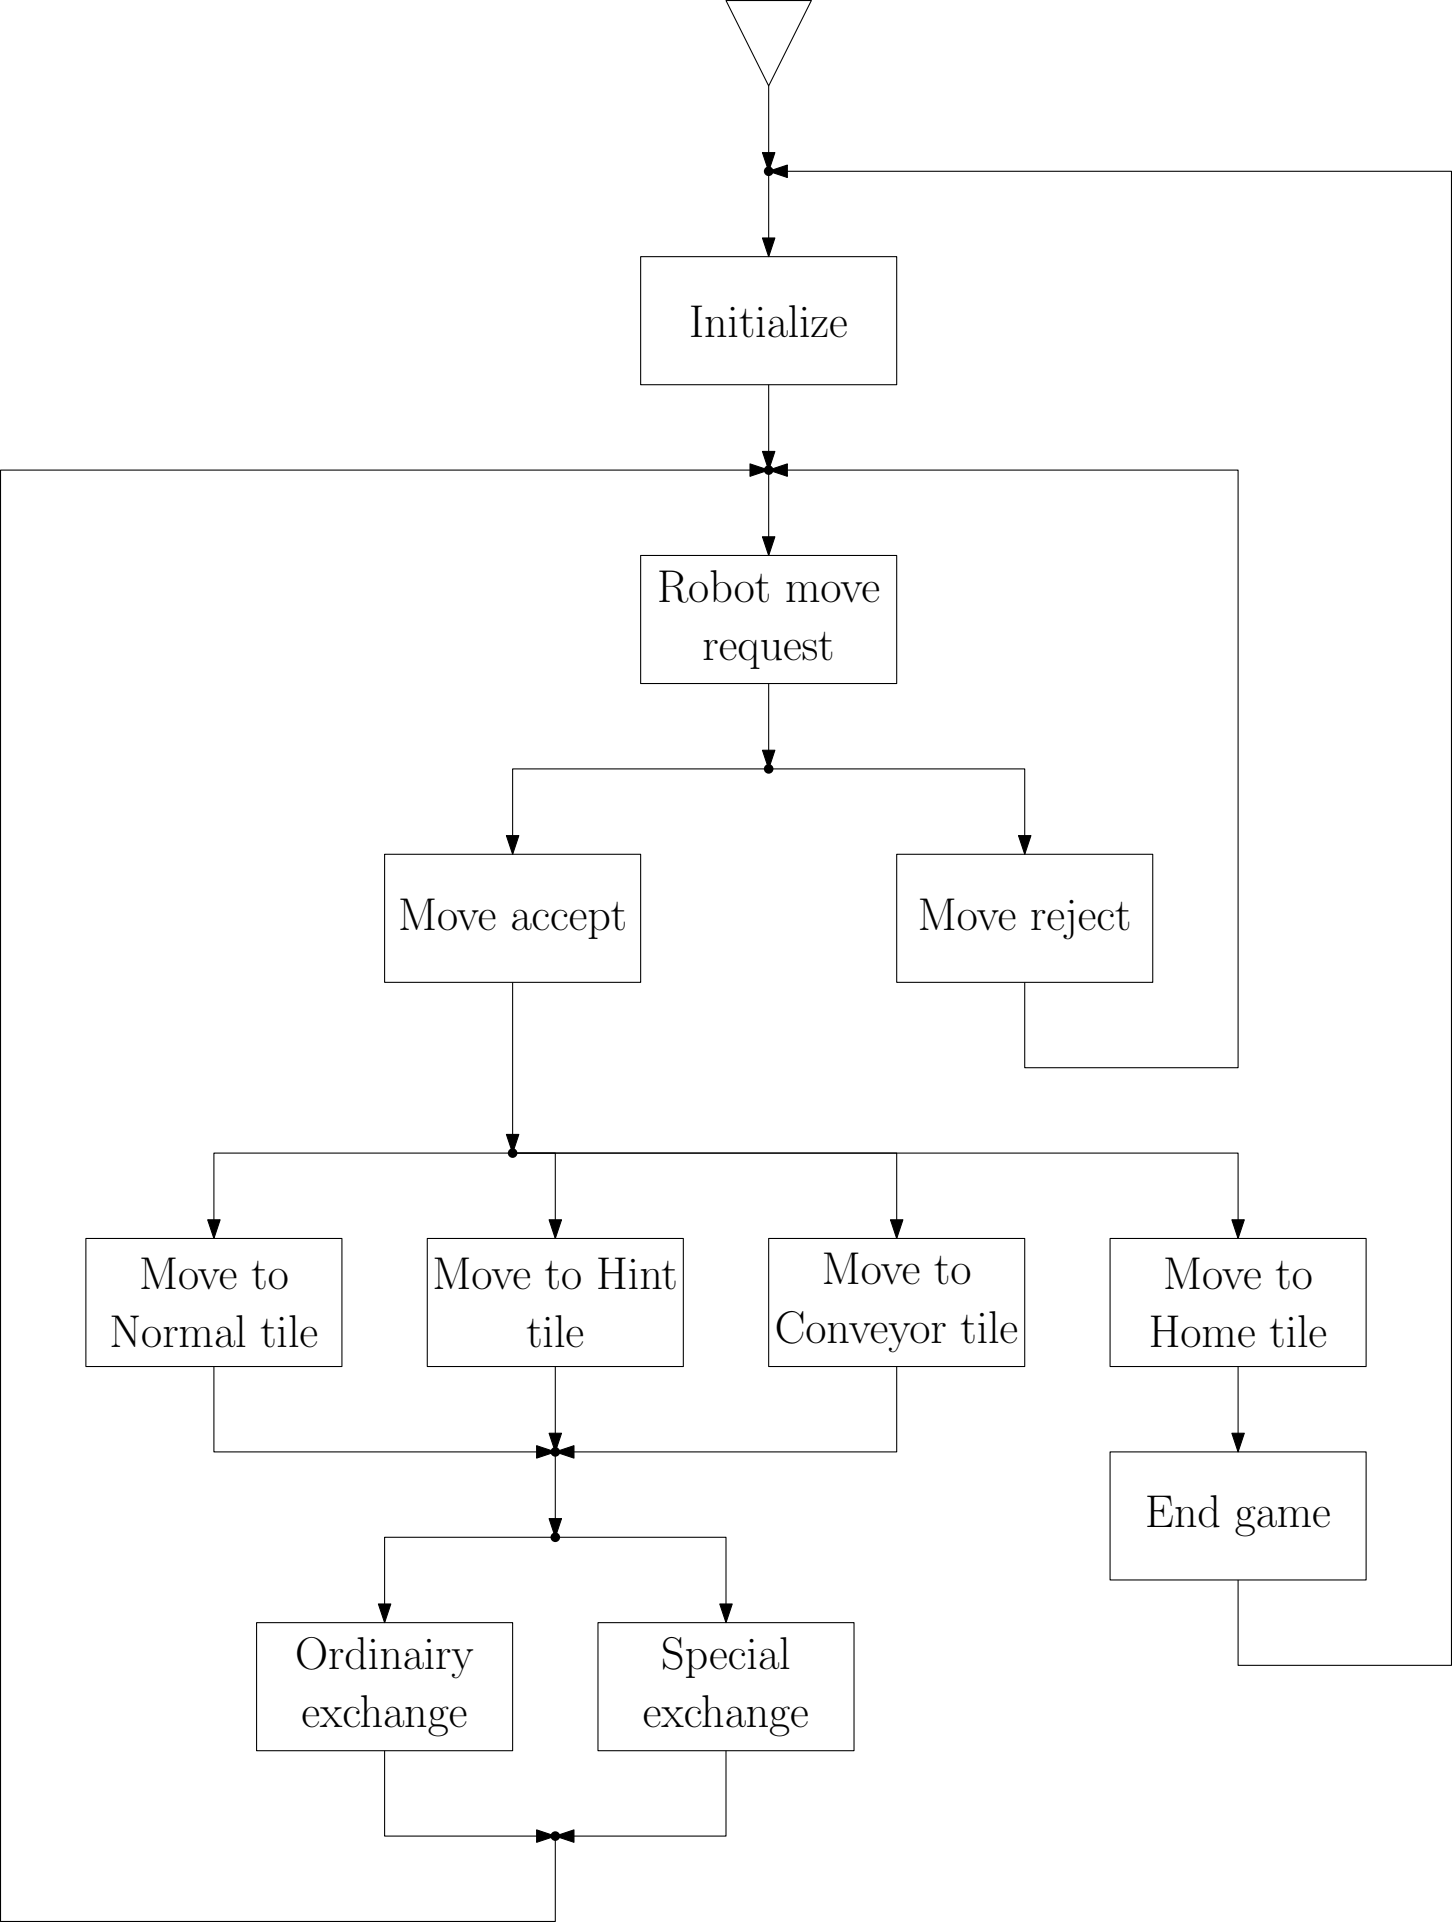 Initialize
Robot move
request
Move accept
Move reject
Move to
Normal tile
Move to Hint
tile
Move to
Conveyor tile
Move to
Home tile
End game
Ordinairy
exchange
Special
exchange